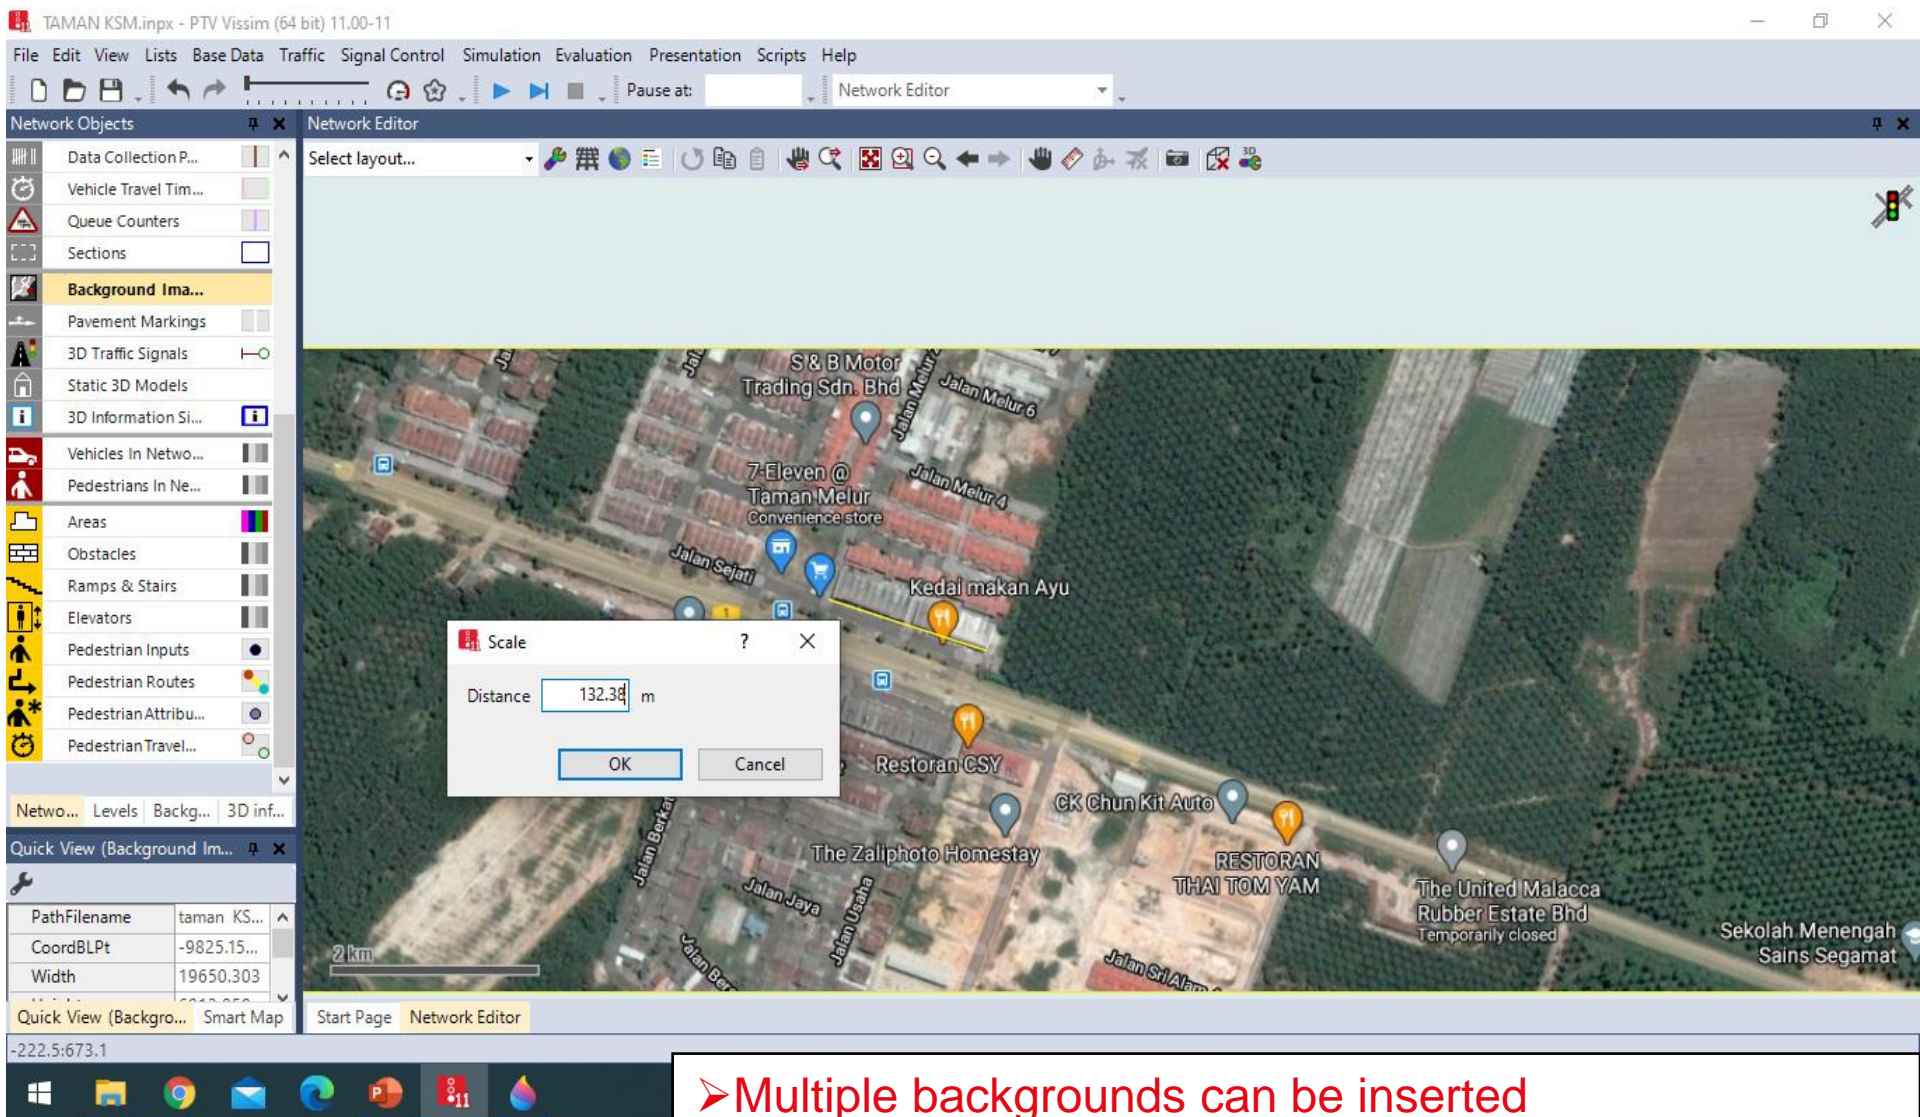 TAMAN KSM.inpx - PTV Vissim (64 bit) 11.00-11
File Edit View Lists Base Data Traffic Signal Control Simulation Evaluation Presentation Scripts Help
Pause at: Network Editor
Network Objects
Network Editor
Select layout...
3D
Data Collection P...
Vehicle Travel Tim...
Queue Counters
Sections
Background Ima...
Pavement Markings
3D Traffic Signals
Static 3D Models
3D Information Si...
Vehicles In Netwo...
Pedestrians In Ne...
Areas
Obstacles
Ramps & Stairs
Elevators
Pedestrian Inputs
Pedestrian Routes
Pedestrian Attribu...
Pedestrian Travel...
Netwo... Levels Backg... 3D inf...
Quick View (Background Im...
PathFilename taman KS...
CoordBLPt -9825.15...
Width 19650.303
Quick View (Backgro... Smart Map
S & B Motor
Trading Sdn. Bhd
Jalan Melur 6
7-Eleven @
Taman Melur
Convenience store
Jalan Melur 4
Jalan Sejati
Kedai makan Ayu
1
Scale
?
Distance 132.38 m
OK Cancel
Restoran CSY
CK Chun Kit Auto
Jalan Berkat
The Zaliphoto Homestay
RESTORAN
THAI TOM YAM
Jalan Jaya
Jalan Usaha
The United Malacca
Rubber Estate Bhd
Temporarily closed
Sekolah Menengah
Sains Segamat
2 km
Jalan Sri Alam
Start Page Network Editor
-222.5:673.1
11
➢Multiple backgrounds can be inserted